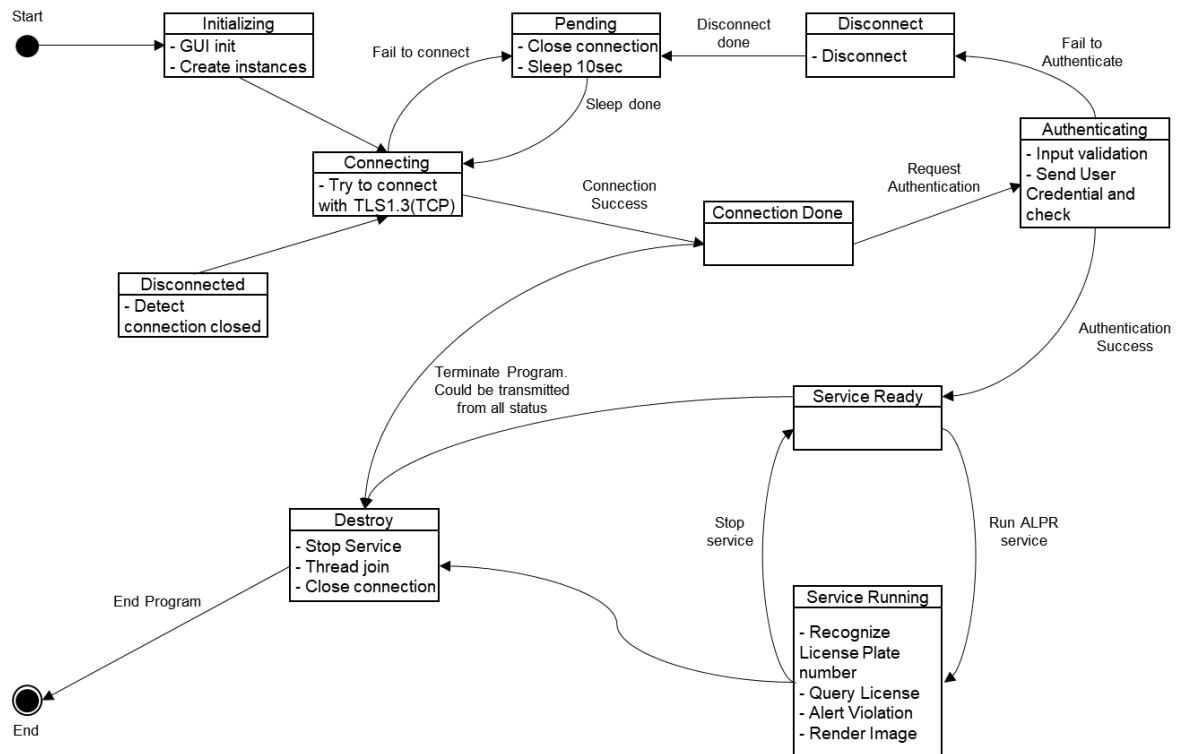 Start
Initializing
- GUI init
- Create instances
Fail to connect
Pending
- Close connection
- Sleep 10sec
Disconnect
done
Disconnect
- Disconnect
Fail to
Authenticate
Sleep done
Authenticating
- Input validation
- Send User
Credential and
check
Connecting
- Try to connect
with TLS1.3(TCP)
Connection
Success
Request
Authentication
Connection Done
Disconnected
- Detect
connection closed
Authentication
Success
Terminate Program.
Could be transmitted
from all status
Service Ready
Destroy
- Stop Service
- Thread join
- Close connection
Stop
service
Run ALPR
service
End Program
Service Running
- Recognize
License Plate
number
- Query License
- Alert Violation
- Render Image
End